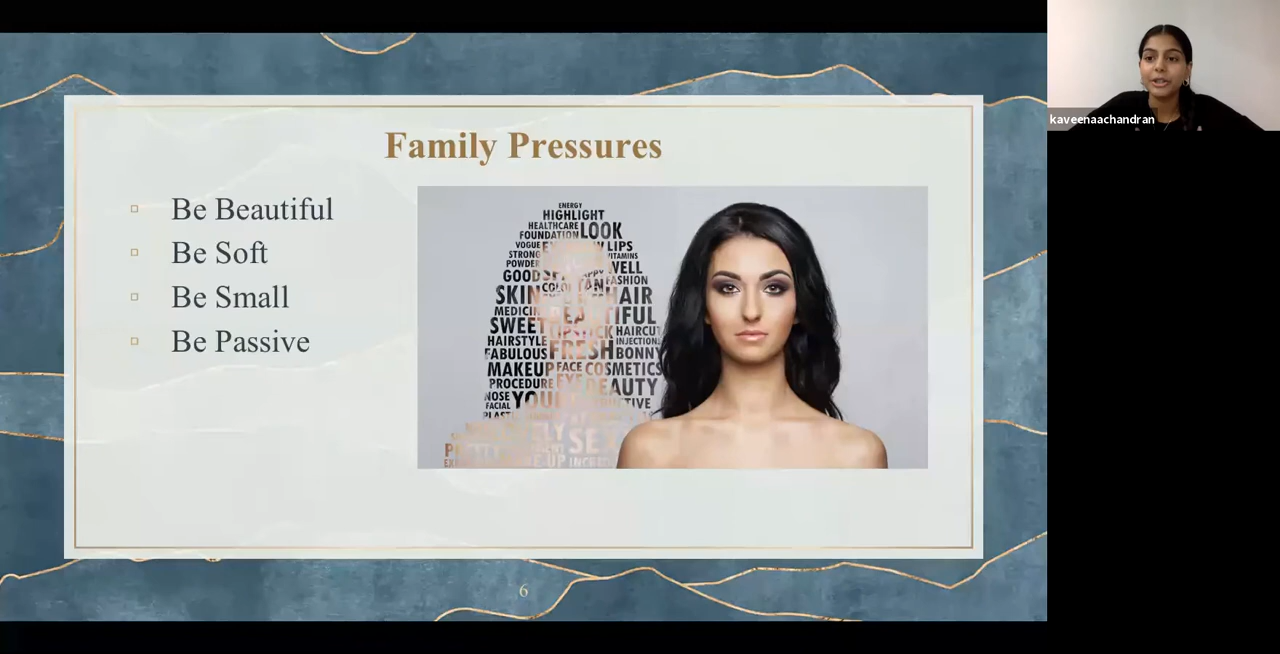 Family Pressures
Be Beautiful
Be Soft
Be Small
Be Passive
ENERGY
HIGHLIGHT
HEALTHCARE LOOK
FOUNDATION
VOGUE LIPS
STRONG VITAMINS
POWDER WELL
GOOD FASHION
SKIN HAIR
MEDICINE BEAUTIFUL
SWEET LIPSTICK HAIRCUT
HAIRSTYLE INJECTION
FABULOUS FRESH BONNY
MAKEUP FACE COSMETICS
PROCEDURE EYE BEAUTY
NOSE
FACIAL
6
kaveenaachandran